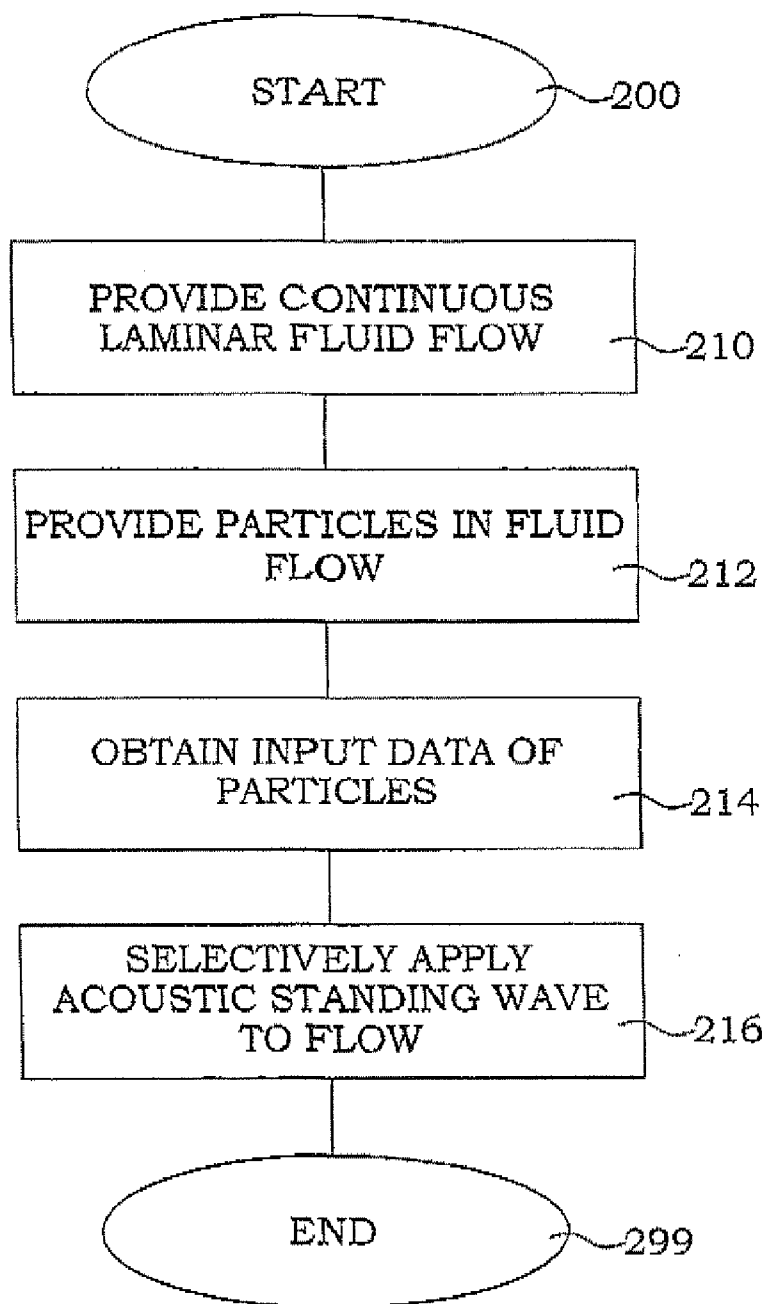 START
200
PROVIDE CONTINUOUS
LAMINAR FLUID FLOW
210
PROVIDE PARTICLES IN FLUID
FLOW
212
OBTAIN INPUT DATA OF
PARTICLES
214
SELECTIVELY APPLY
ACOUSTIC STANDING WAVE
TO FLOW
216
END
299